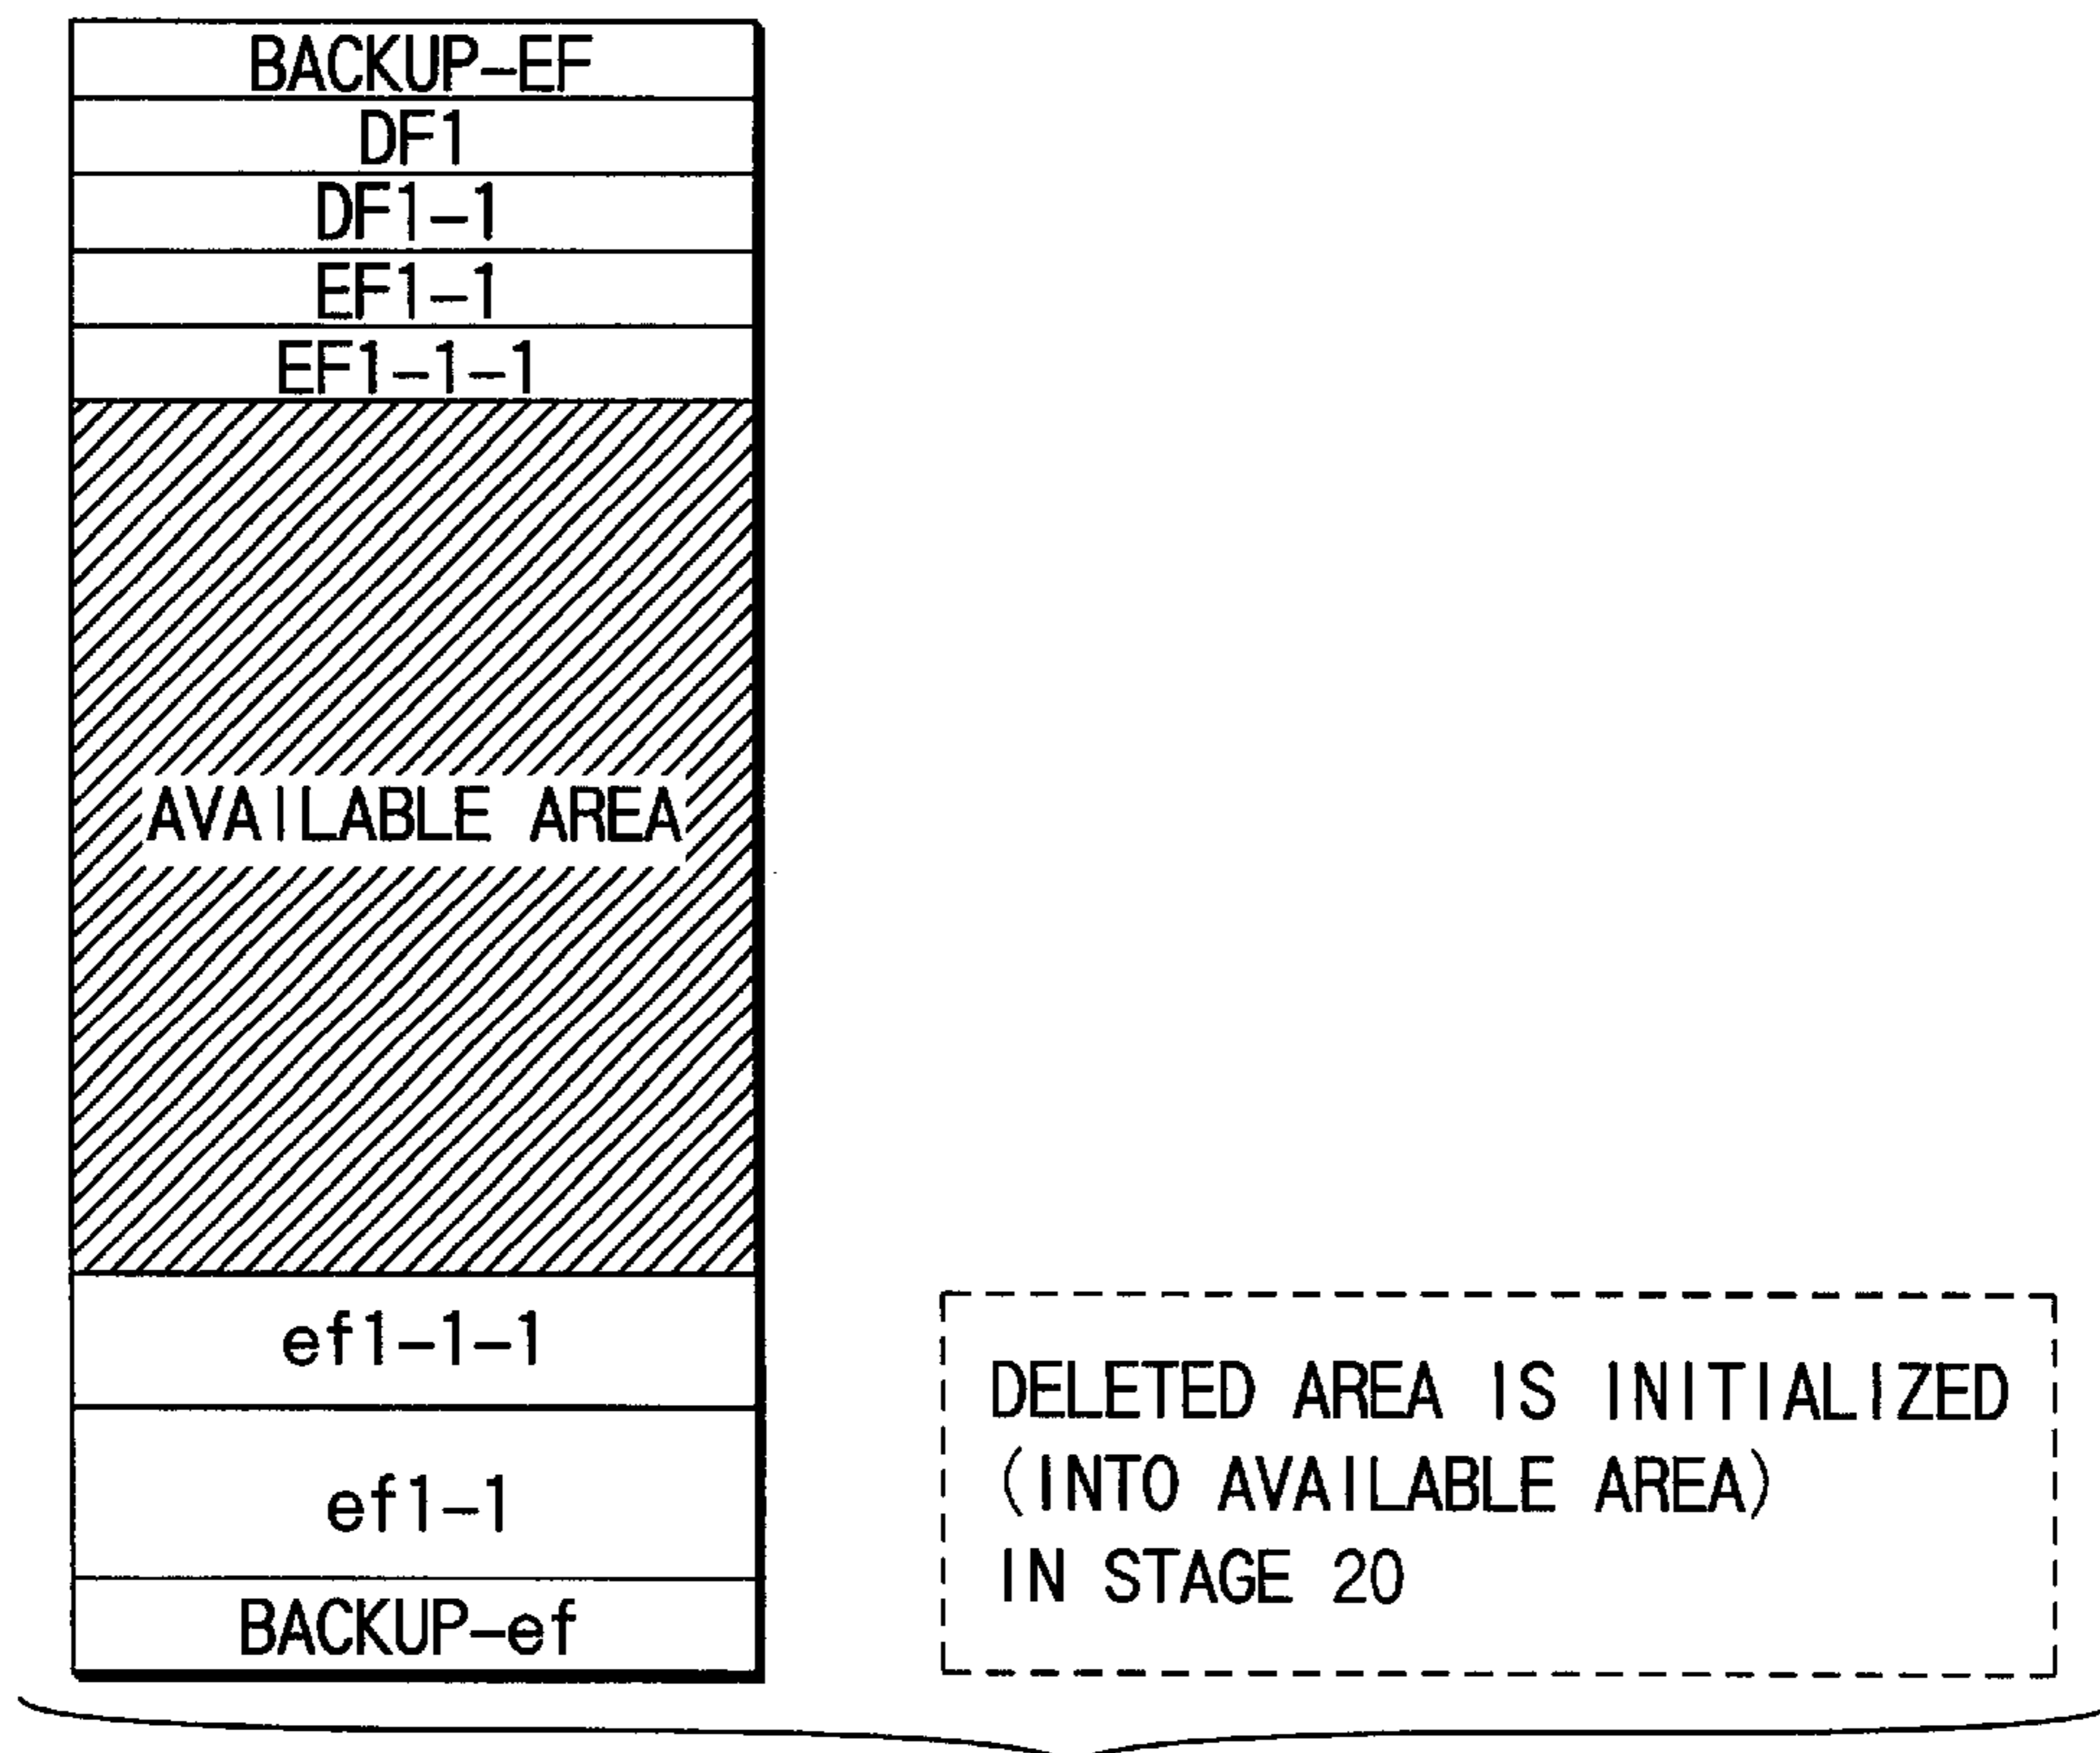 BACKUP-EF
DF1
DF1-1
EF1-1
EF1-1-1
AVAILABLE AREA
ef1-1-1
ef1-1
BACKUP-ef
DELETED AREA IS INITIALIZED
(INTO AVAILABLE AREA)
IN STAGE 20